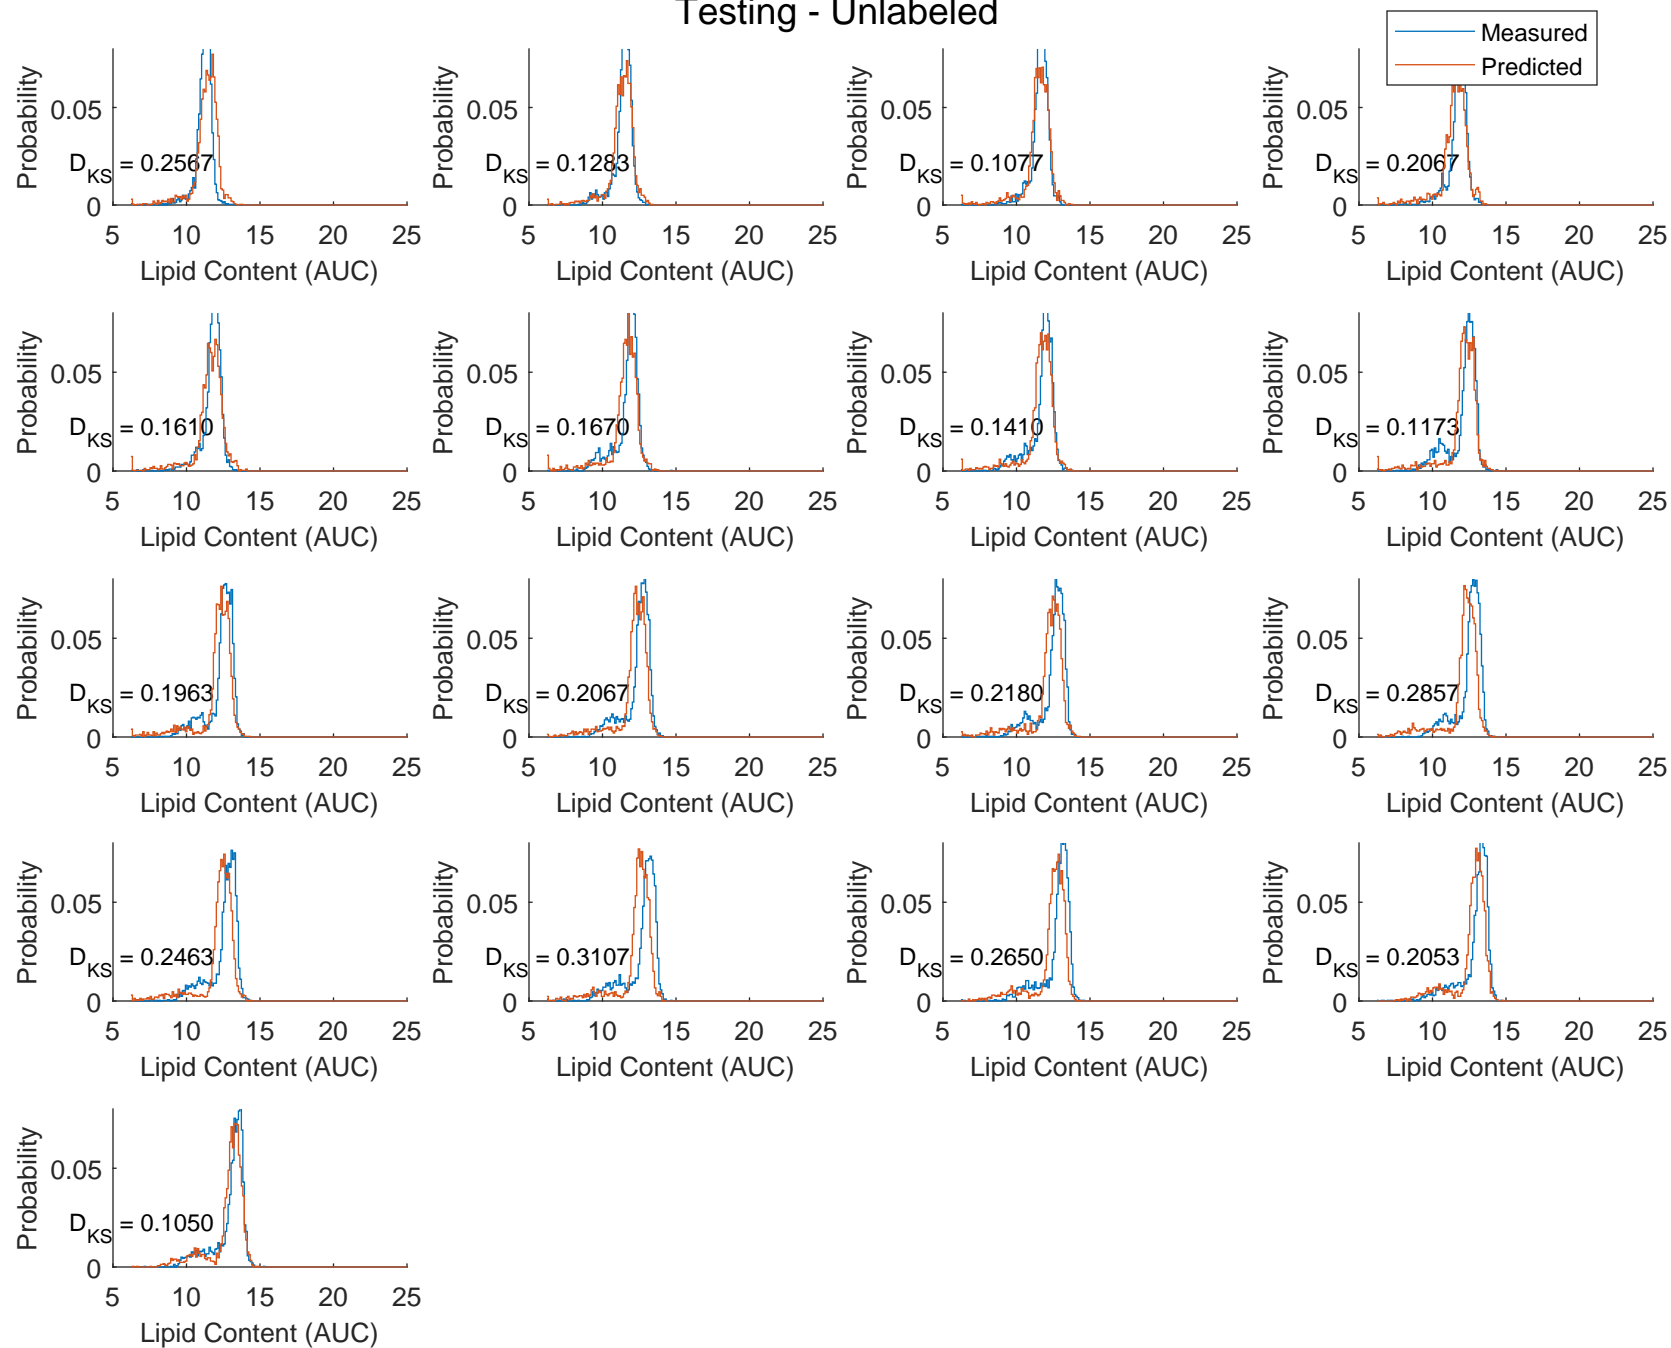 Testing - Unlabeled
Measured
Predicted
Probability
0.05
0
D_KS = 0.2567
5 10 15 20 25
Lipid Content (AUC)
Probability
0.05
0
D_KS = 0.1283
5 10 15 20 25
Lipid Content (AUC)
Probability
0.05
0
D_KS = 0.1077
5 10 15 20 25
Lipid Content (AUC)
Probability
0.05
0
D_KS = 0.2067
5 10 15 20 25
Lipid Content (AUC)
Probability
0.05
0
D_KS = 0.1610
5 10 15 20 25
Lipid Content (AUC)
Probability
0.05
0
D_KS = 0.1670
5 10 15 20 25
Lipid Content (AUC)
Probability
0.05
0
D_KS = 0.1410
5 10 15 20 25
Lipid Content (AUC)
Probability
0.05
0
D_KS = 0.1173
5 10 15 20 25
Lipid Content (AUC)
Probability
0.05
0
D_KS = 0.1963
5 10 15 20 25
Lipid Content (AUC)
Probability
0.05
0
D_KS = 0.2067
5 10 15 20 25
Lipid Content (AUC)
Probability
0.05
0
D_KS = 0.2180
5 10 15 20 25
Lipid Content (AUC)
Probability
0.05
0
D_KS = 0.2857
5 10 15 20 25
Lipid Content (AUC)
Probability
0.05
0
D_KS = 0.2463
5 10 15 20 25
Lipid Content (AUC)
Probability
0.05
0
D_KS = 0.3107
5 10 15 20 25
Lipid Content (AUC)
Probability
0.05
0
D_KS = 0.2650
5 10 15 20 25
Lipid Content (AUC)
Probability
0.05
0
D_KS = 0.2053
5 10 15 20 25
Lipid Content (AUC)
Probability
0.05
0
D_KS = 0.1050
5 10 15 20 25
Lipid Content (AUC)